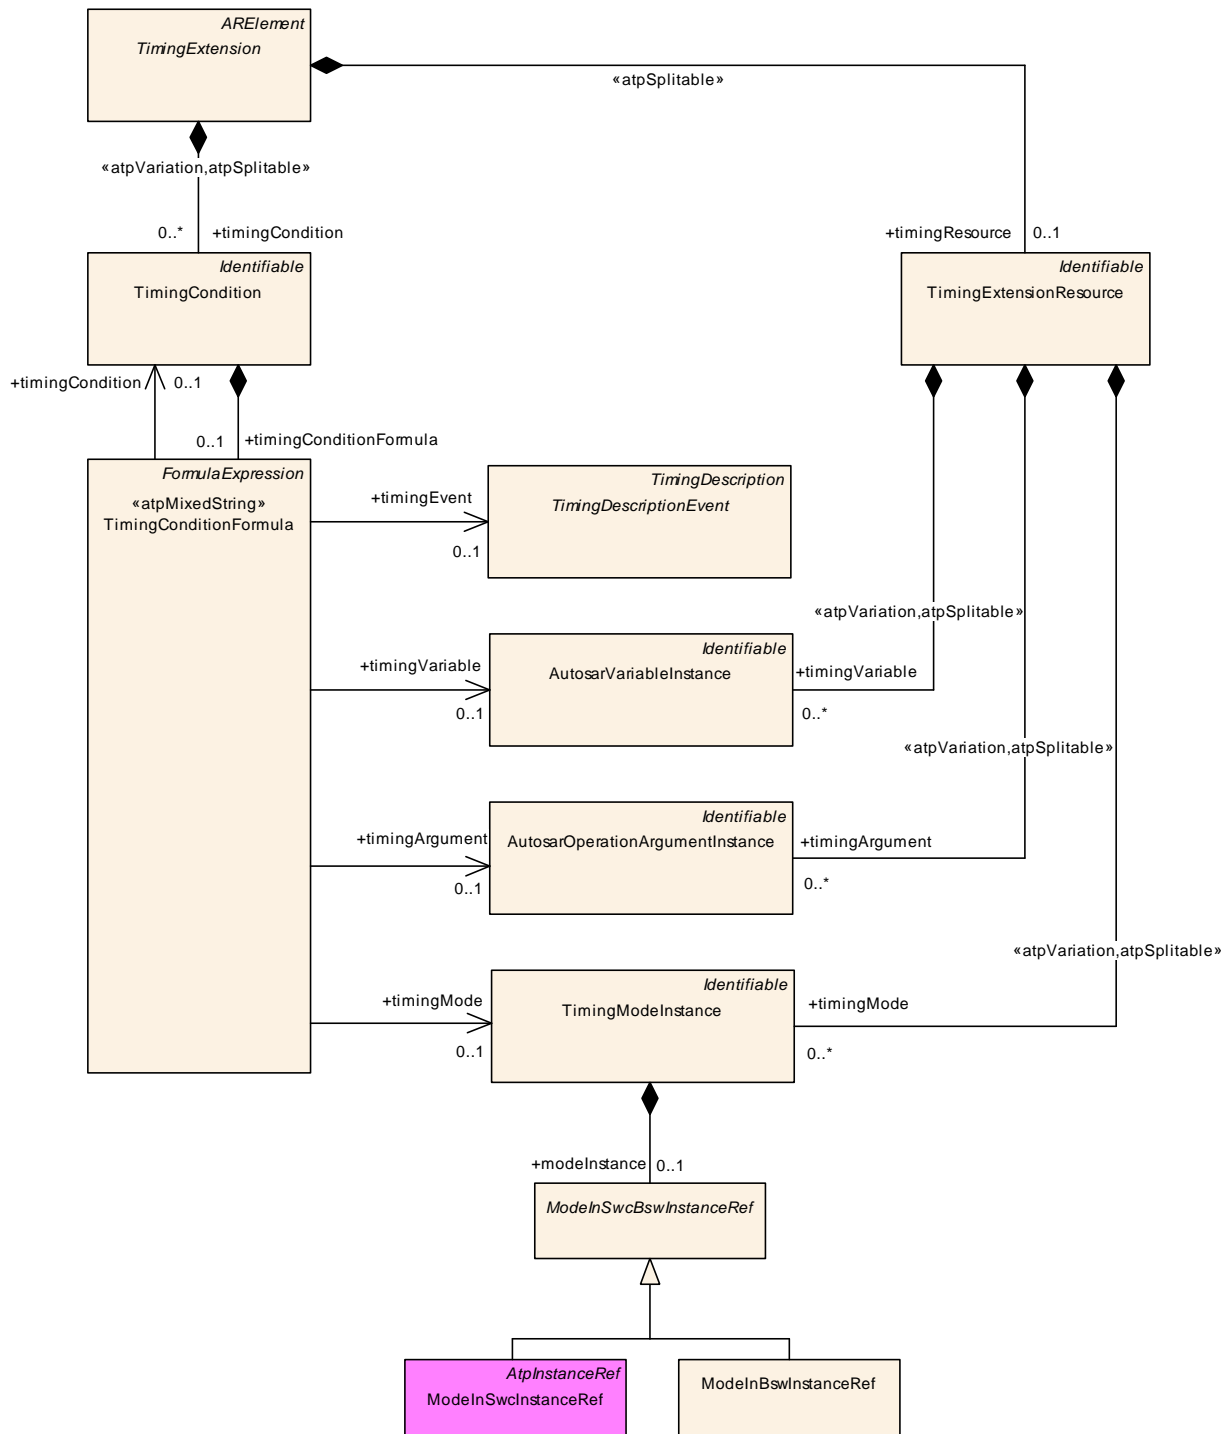 ARElement
TimingExtension
«atpSplitable»
«atpVariation,atpSplitable»
0..*
+timingCondition
+timingResource
0..1
Identifiable
TimingCondition
Identifiable
TimingExtensionResource
+timingCondition
0..1
0..1
+timingConditionFormula
FormulaExpression
«atpMixedString»
TimingConditionFormula
+timingEvent
0..1
TimingDescription
TimingDescriptionEvent
«atpVariation,atpSplitable»
+timingVariable
0..1
Identifiable
AutosarVariableInstance
+timingVariable
0..*
«atpVariation,atpSplitable»
+timingArgument
0..1
Identifiable
AutosarOperationArgumentInstance
+timingArgument
0..*
«atpVariation,atpSplitable»
+timingMode
0..1
Identifiable
TimingModeInstance
+timingMode
0..*
+modeInstance
0..1
ModeInSwcBswInstanceRef
AtpInstanceRef
ModeInSwcInstanceRef
ModeInBswInstanceRef